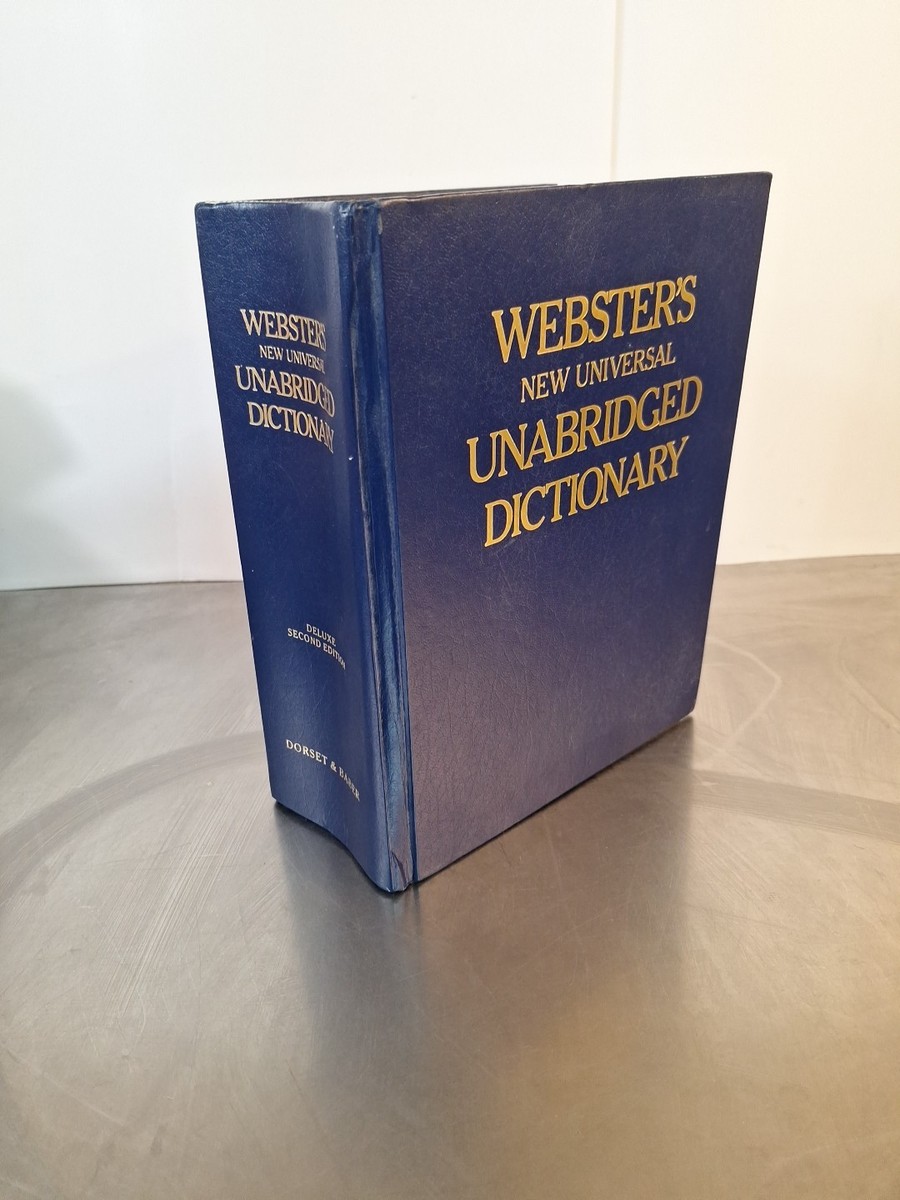 WEBSTER'S
NEW UNIVERSAL
UNABRIDGED
DICTIONARY
DELUXE
SECOND EDITION
DORSET & BABER
WEBSTER'S
NEW UNIVERSAL
UNABRIDGED
DICTIONARY